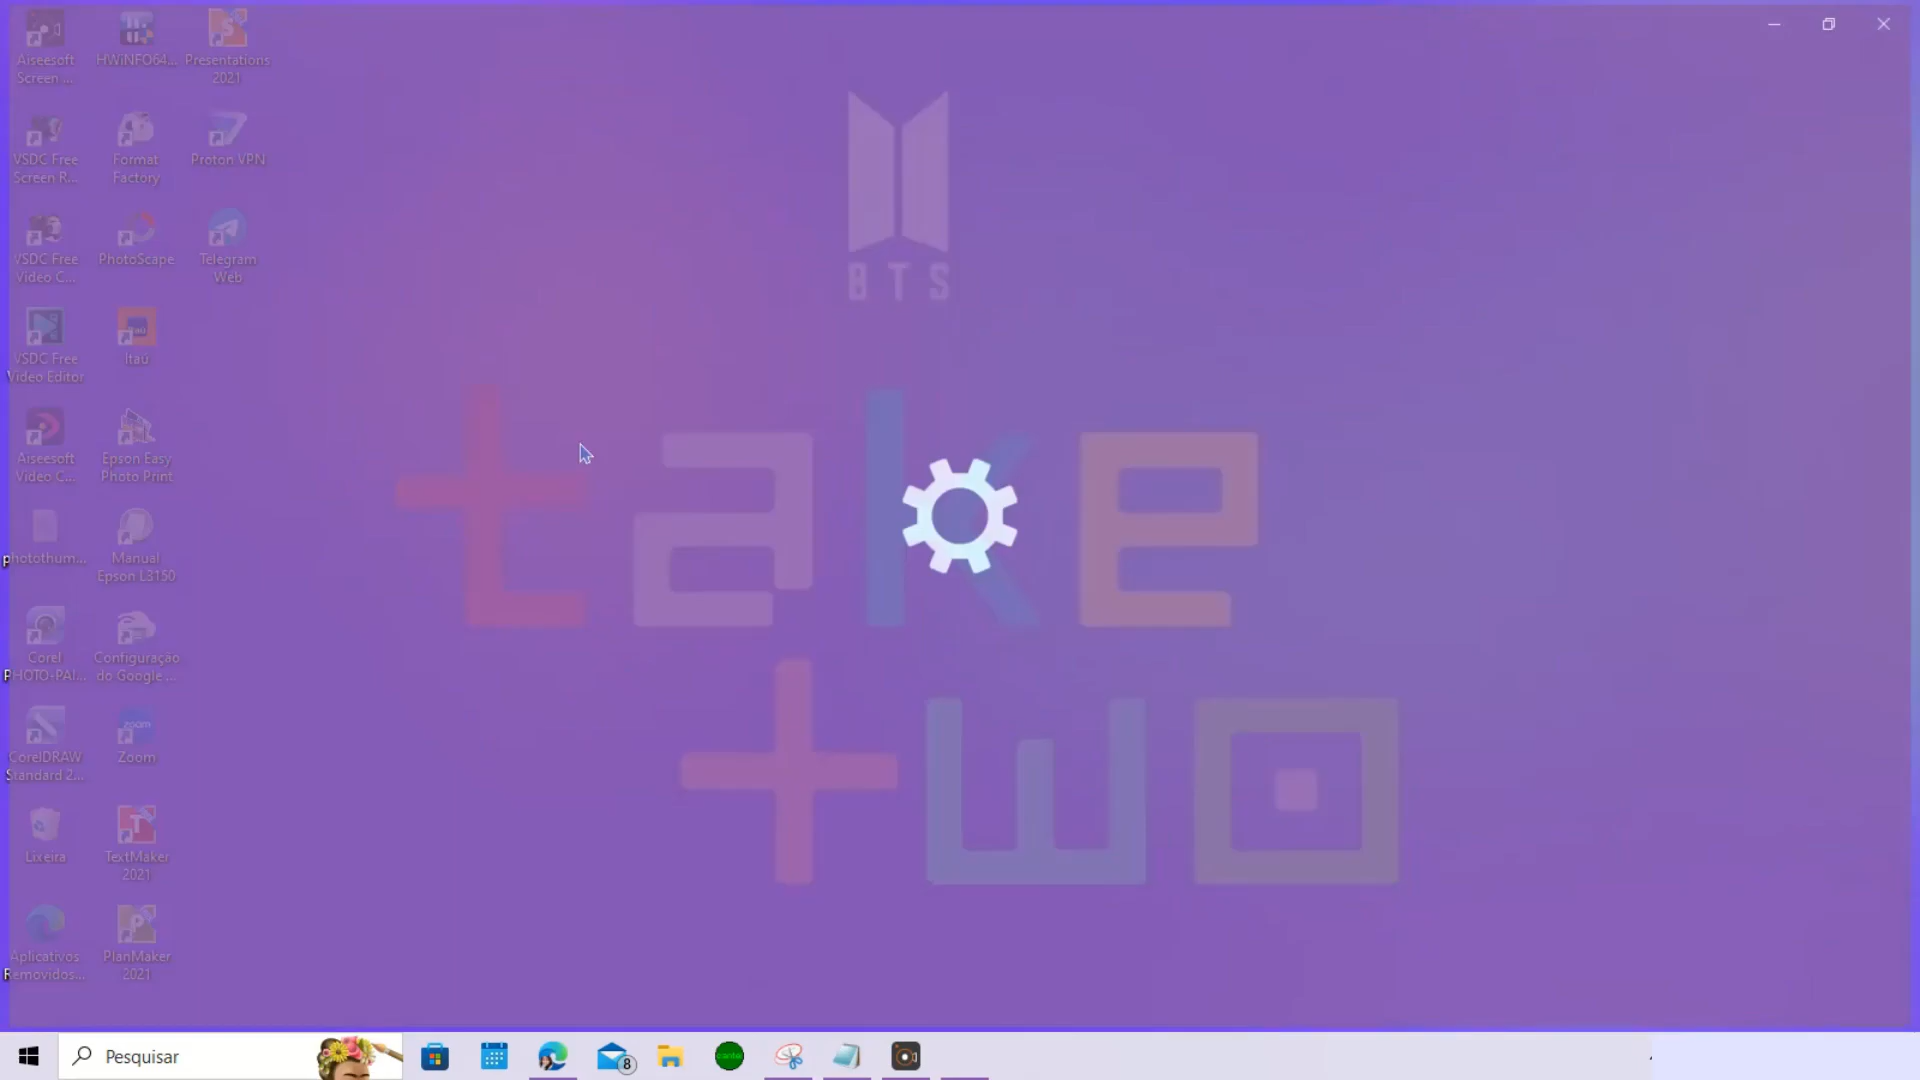 Aiseesoft
Screen ...
HWiNFO64...
Presentations
2021
VSDC Free
Screen R...
Format
Factory
Proton VPN
VSDC Free
Video C...
PhotoScape
Telegram
Web
VSDC Free
Video Editor
Itaú
Aiseesoft
Video C...
Epson Easy
Photo Print
photothum...
Manual
Epson L3150
Corel
PHOTO-PAI...
Configuração
do Google ...
CorelDRAW
Standard 2...
zoom
Zoom
Lixeira
TextMaker
2021
Aplicativos
Removidos...
PlanMaker
2021
BTS
take
two
Pesquisar
8